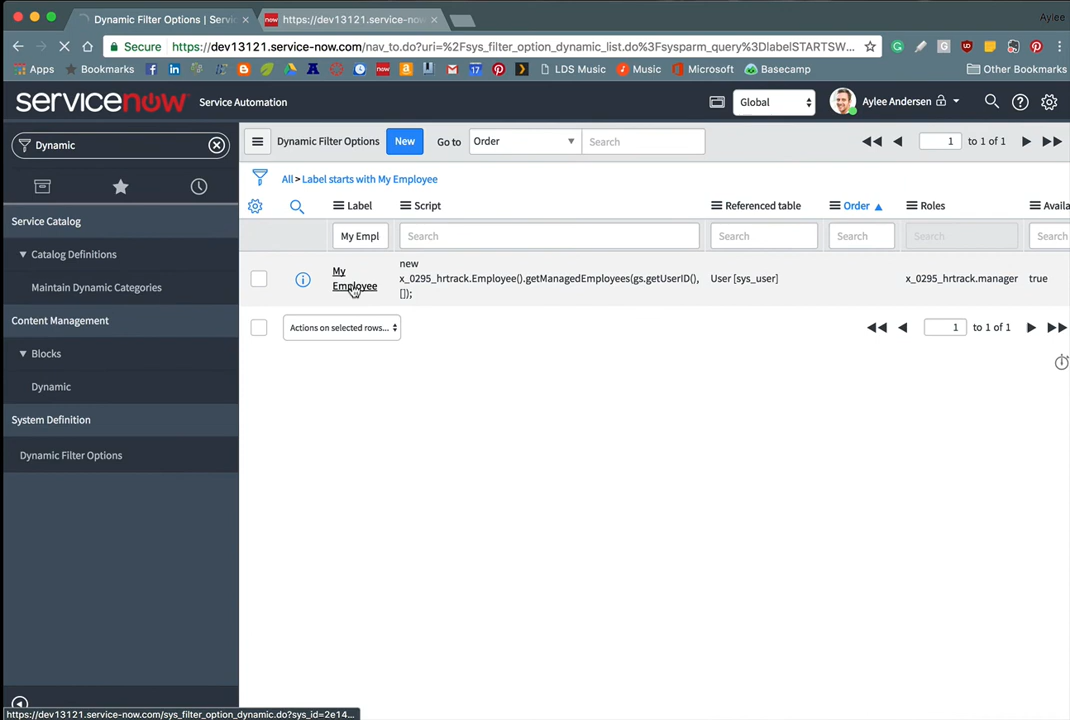 Dynamic Filter Options | Servic
https://dev13121.service-now
Aylee
Secure
https://dev13121.service-now.com/nav_to.do?uri=%2Fsys_filter_option_dynamic_list.do%3Fsysparm_query%3DlabelSTARTSW...
Apps
Bookmarks
LDS Music
Music
Microsoft
Basecamp
Other Bookmarks
servicenow
Service Automation
Global
Aylee Andersen
Dynamic
Dynamic Filter Options
New
Go to
Order
Search
1
to 1 of 1
All > Label starts with My Employee
Label
Script
Referenced table
Order
Roles
Availa
My Empl
Search
Search
Search
Search
Search
My
Employee
new
x_0295_hrtrack.Employee().getManagedEmployees(gs.getUserID(),
[]);
User [sys_user]
x_0295_hrtrack.manager
true
Actions on selected rows...
1
to 1 of 1
Service Catalog
Catalog Definitions
Maintain Dynamic Categories
Content Management
Blocks
Dynamic
System Definition
Dynamic Filter Options
https://dev13121.service-now.com/sys_filter_option_dynamic.do?sys_id=2e14...